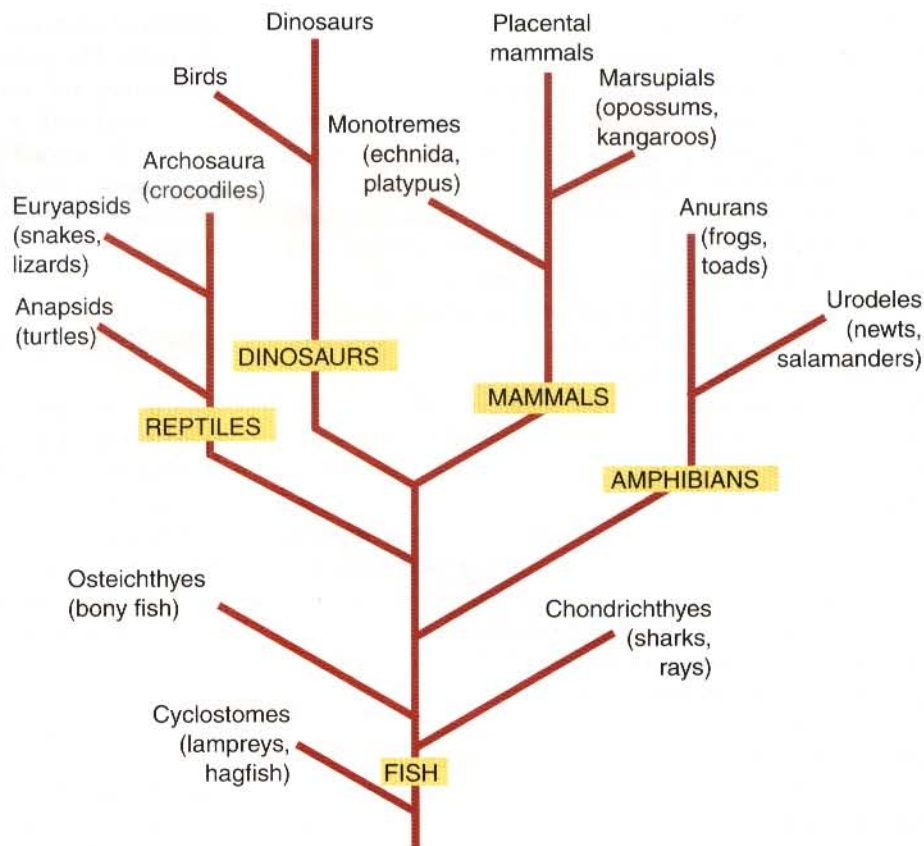 Dinosaurs
Placental
mammals
Birds
Marsupials
(opossums,
kangaroos)
Monotremes
(echnida,
platypus)
Archosaura
(crocodiles)
Euryapsids
(snakes,
lizards)
Anurans
(frogs,
toads)
Anapsids
(turtles)
Urodeles
(newts,
salamanders)
DINOSAURS
MAMMALS
REPTILES
AMPHIBIANS
Osteichthyes
(bony fish)
Chondrichthyes
(sharks,
rays)
Cyclostomes
(lampreys,
hagfish)
FISH